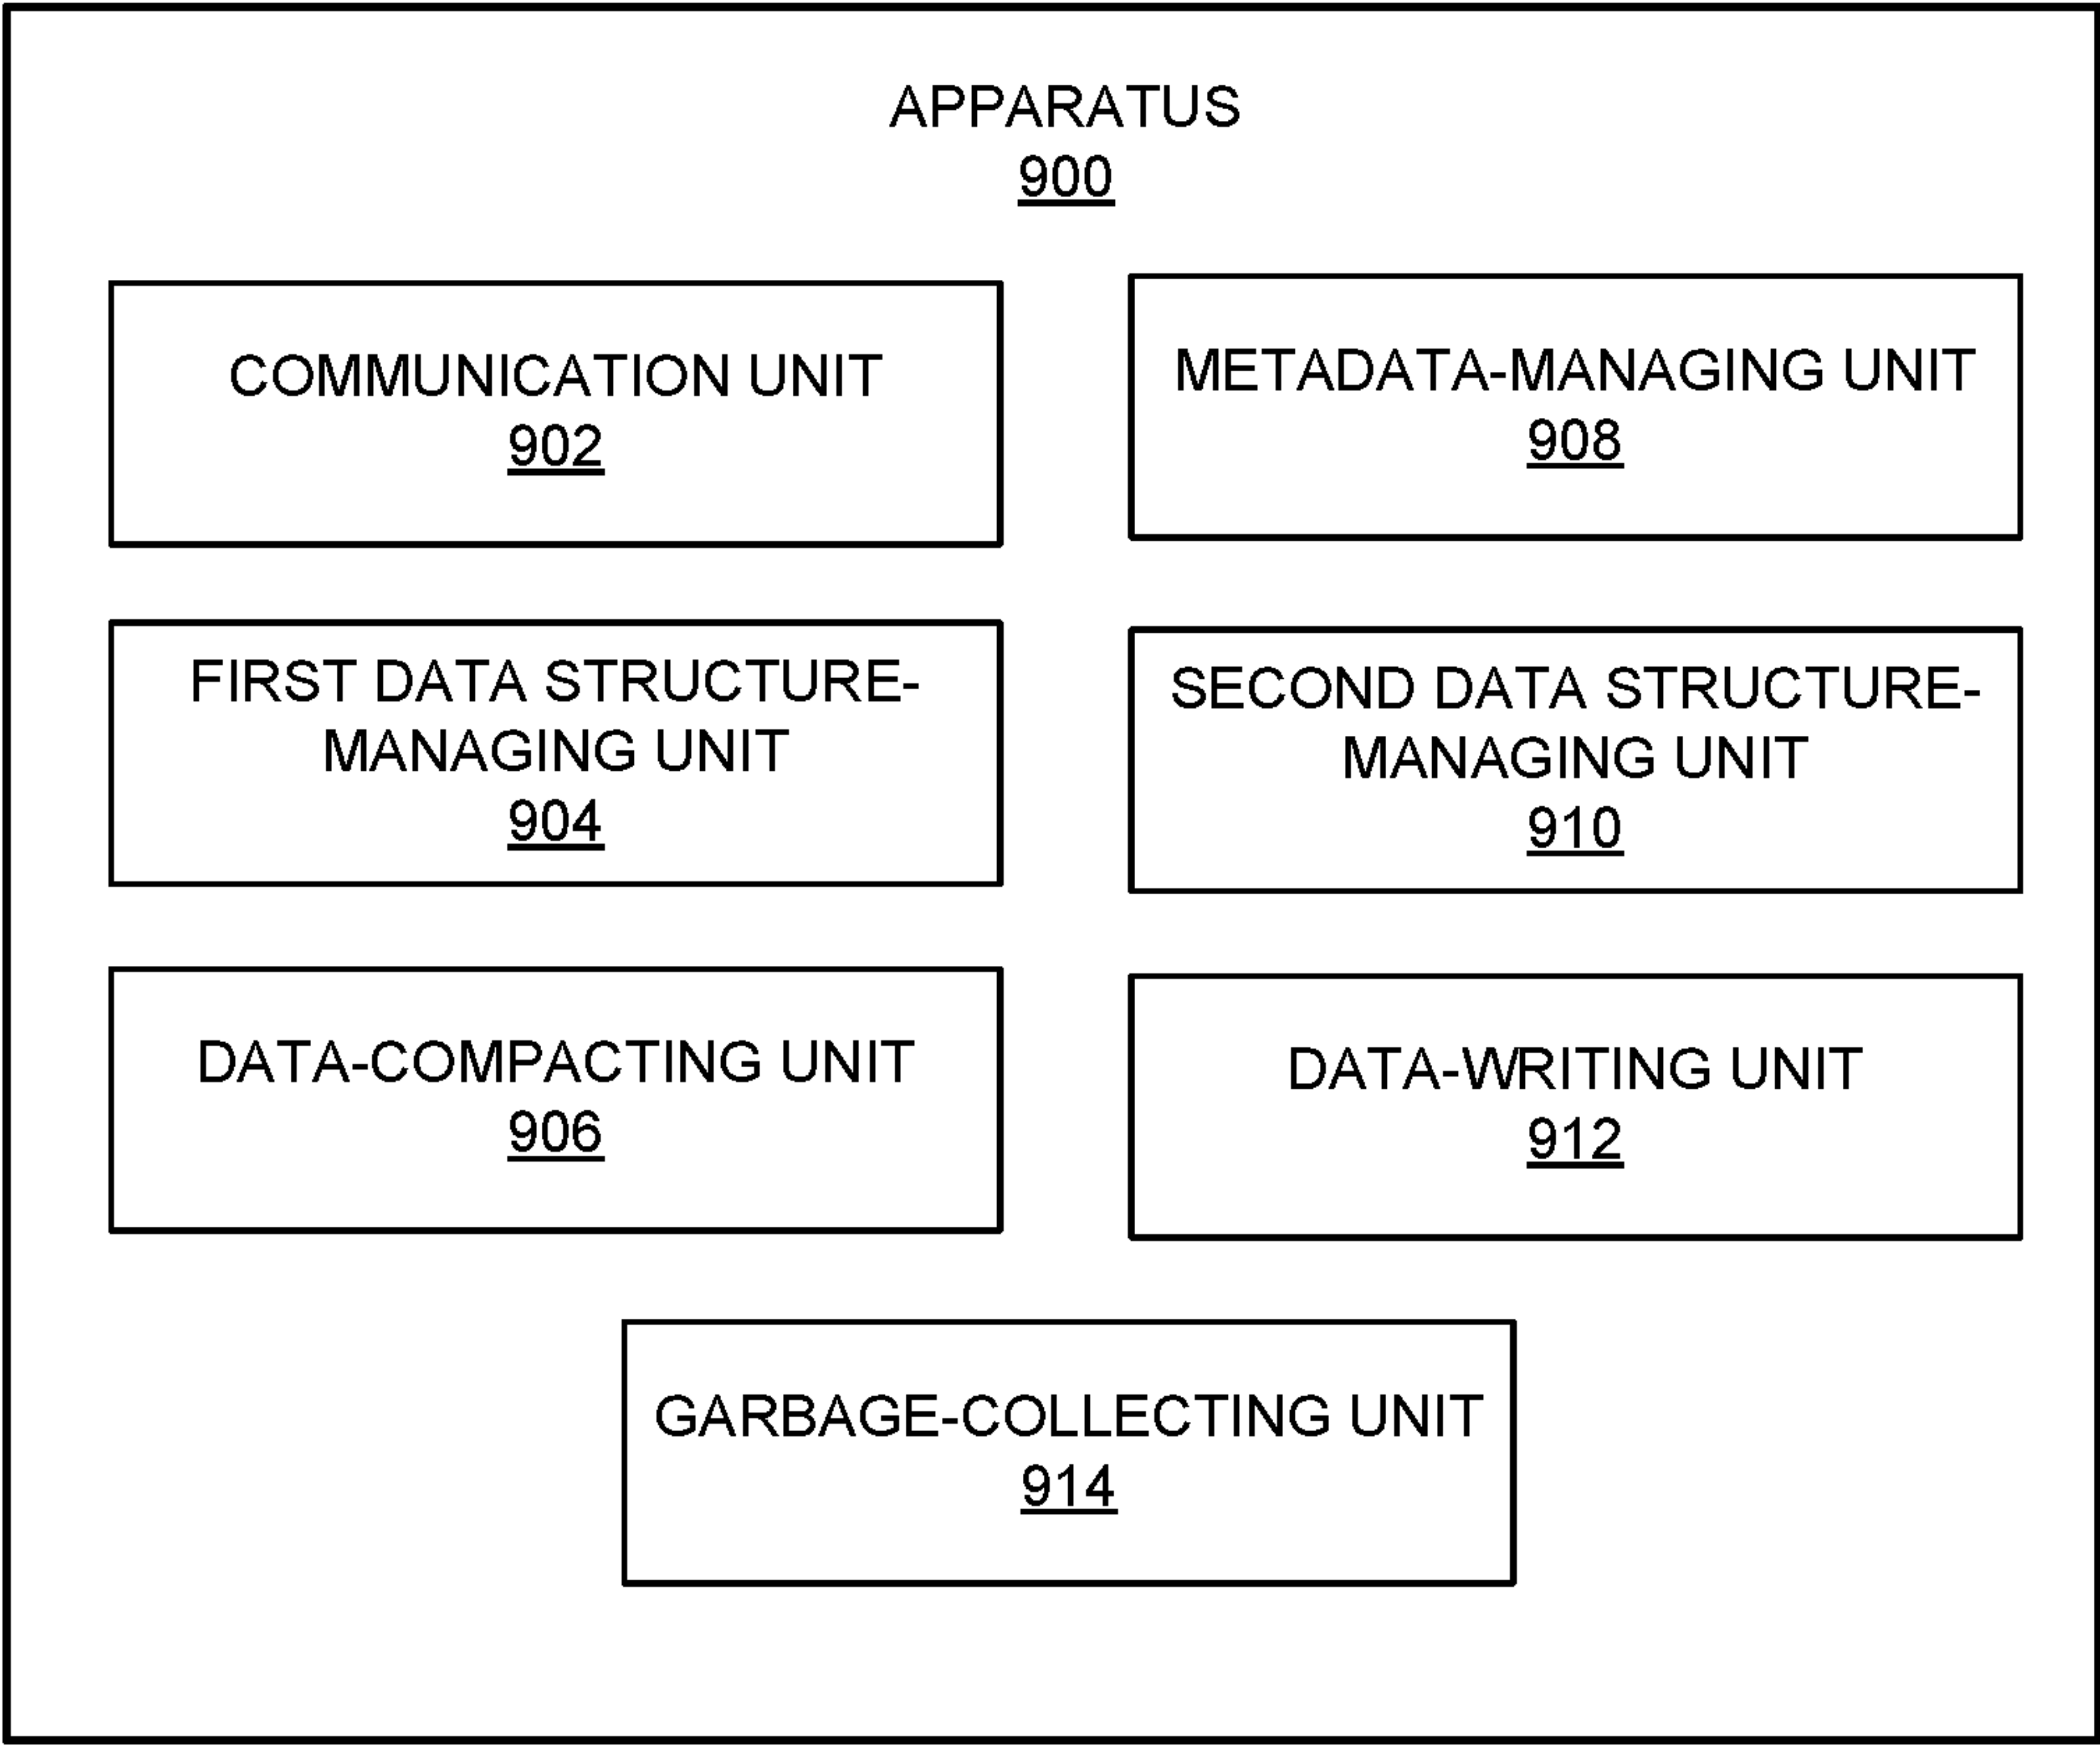 APPARATUS
900
COMMUNICATION UNIT
902
METADATA-MANAGING UNIT
908
FIRST DATA STRUCTURE-
MANAGING UNIT
904
SECOND DATA STRUCTURE-
MANAGING UNIT
910
DATA-COMPACTING UNIT
906
DATA-WRITING UNIT
912
GARBAGE-COLLECTING UNIT
914